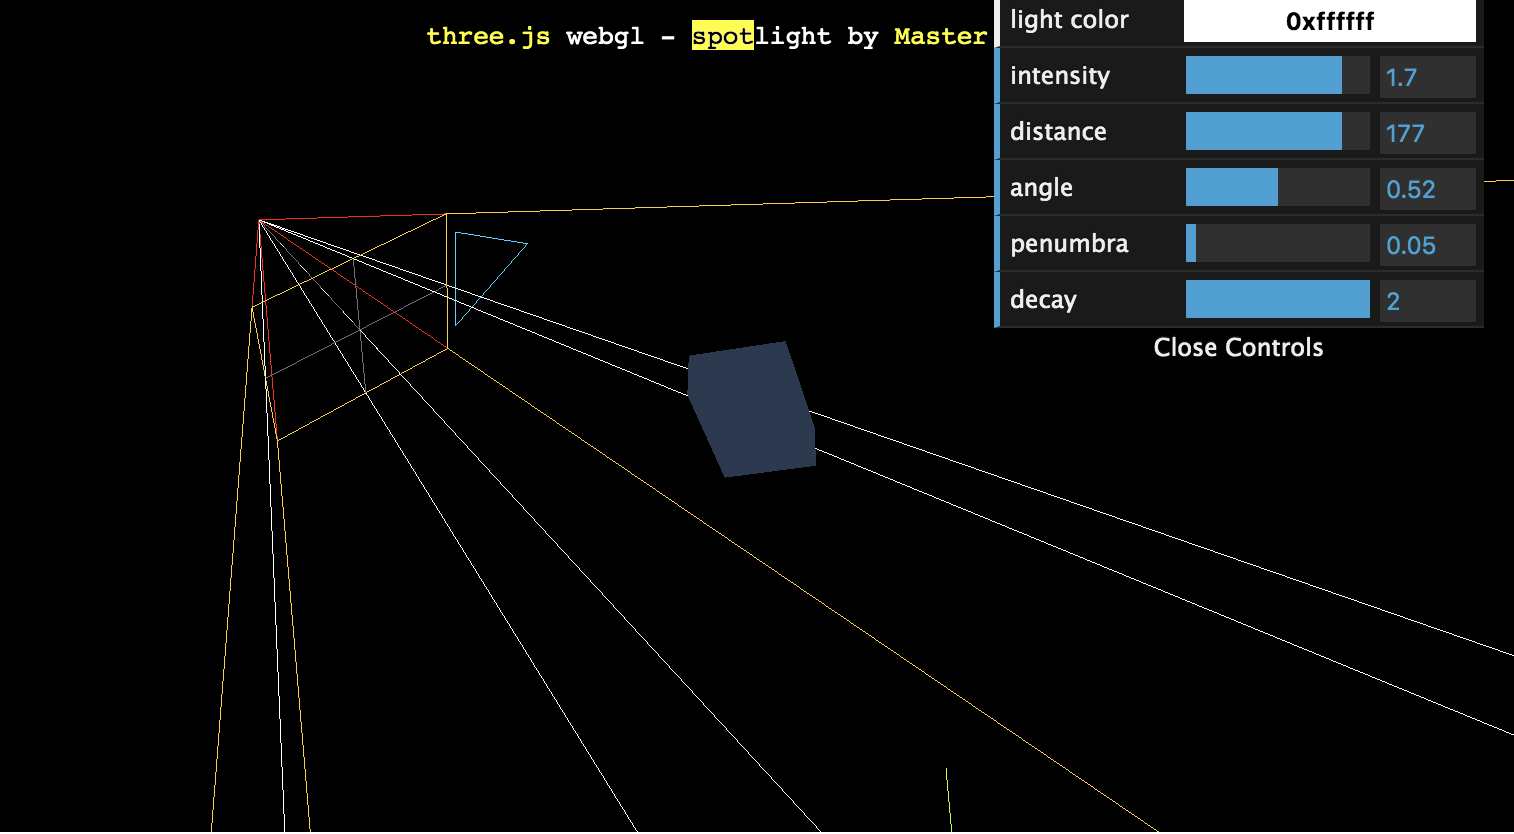 three.js webgl - spotlight by Master
light color 0xffffff
intensity 1.7
distance 177
angle 0.52
penumbra 0.05
decay 2
Close Controls